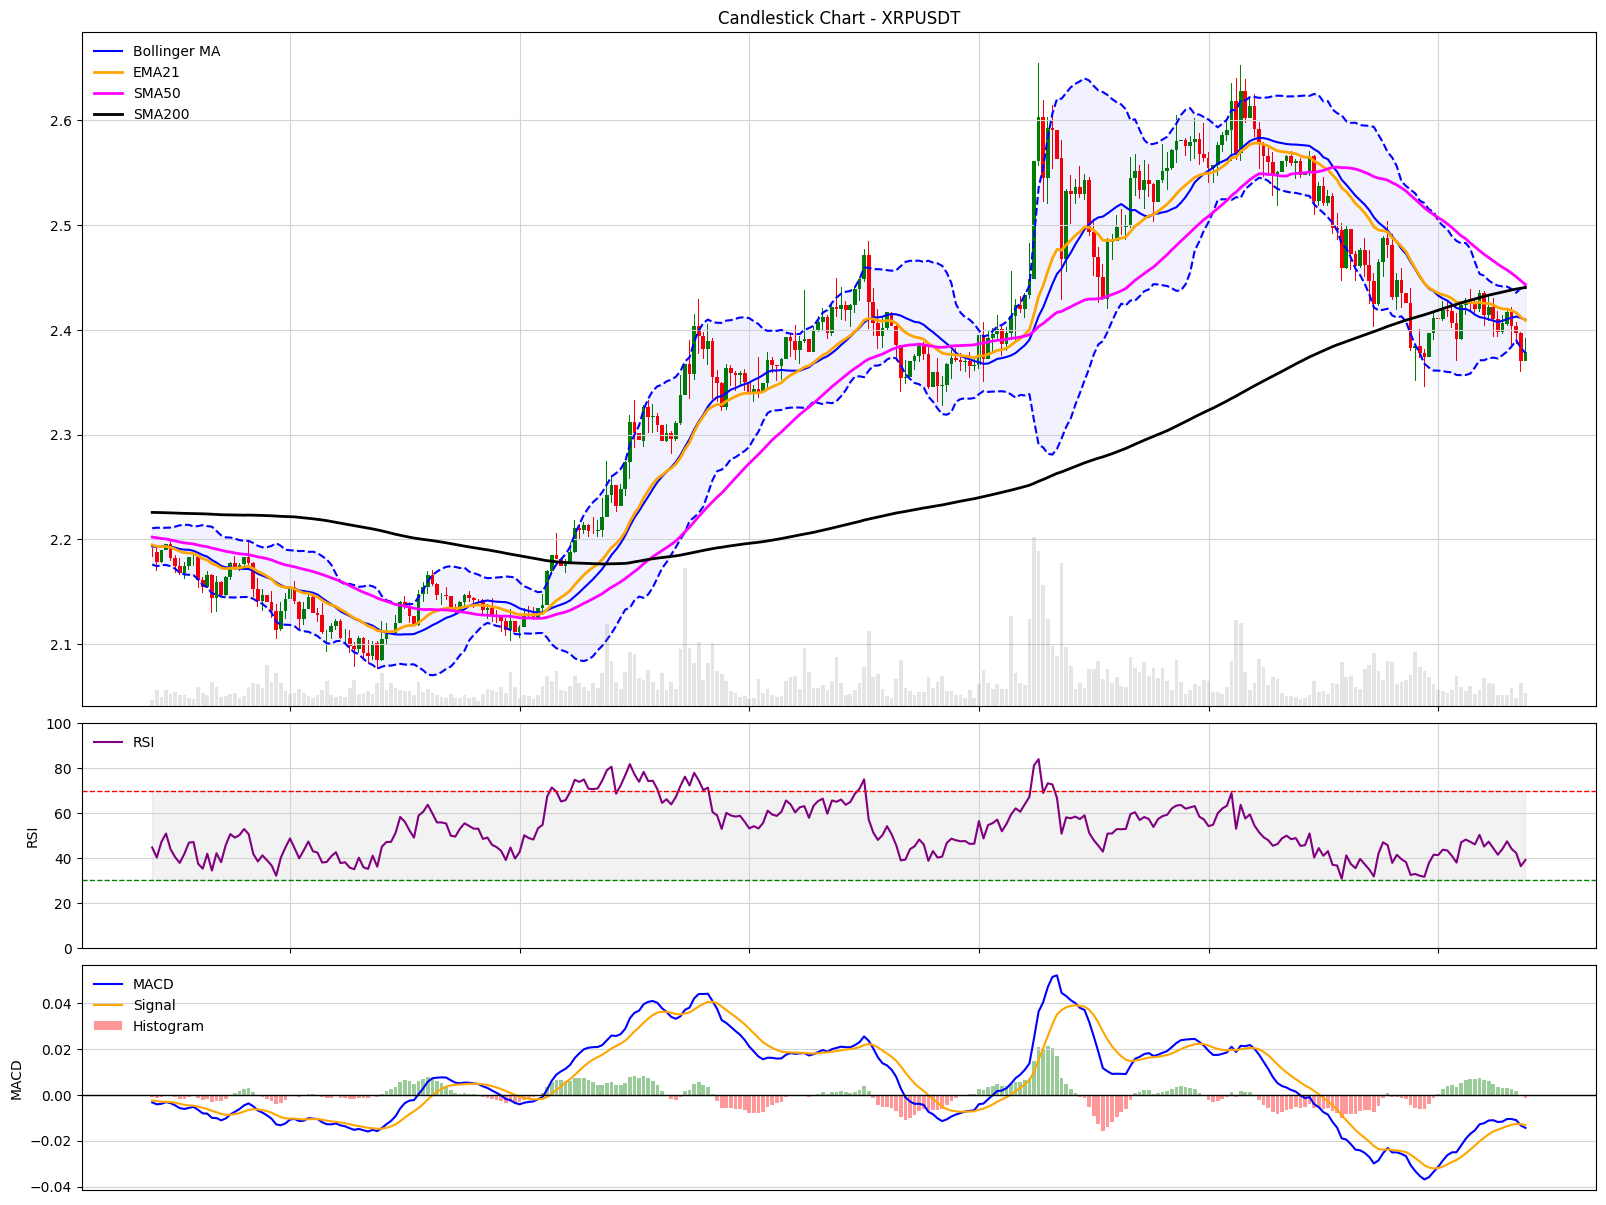 Candlestick Chart - XRPUSDT
Bollinger MA
EMA21
SMA50
SMA200
2.6
2.5
2.4
2.3
2.2
2.1
RSI
100
80
60
40
20
0
RSI
MACD
Signal
Histogram
0.04
0.02
0.00
−0.02
−0.04
MACD